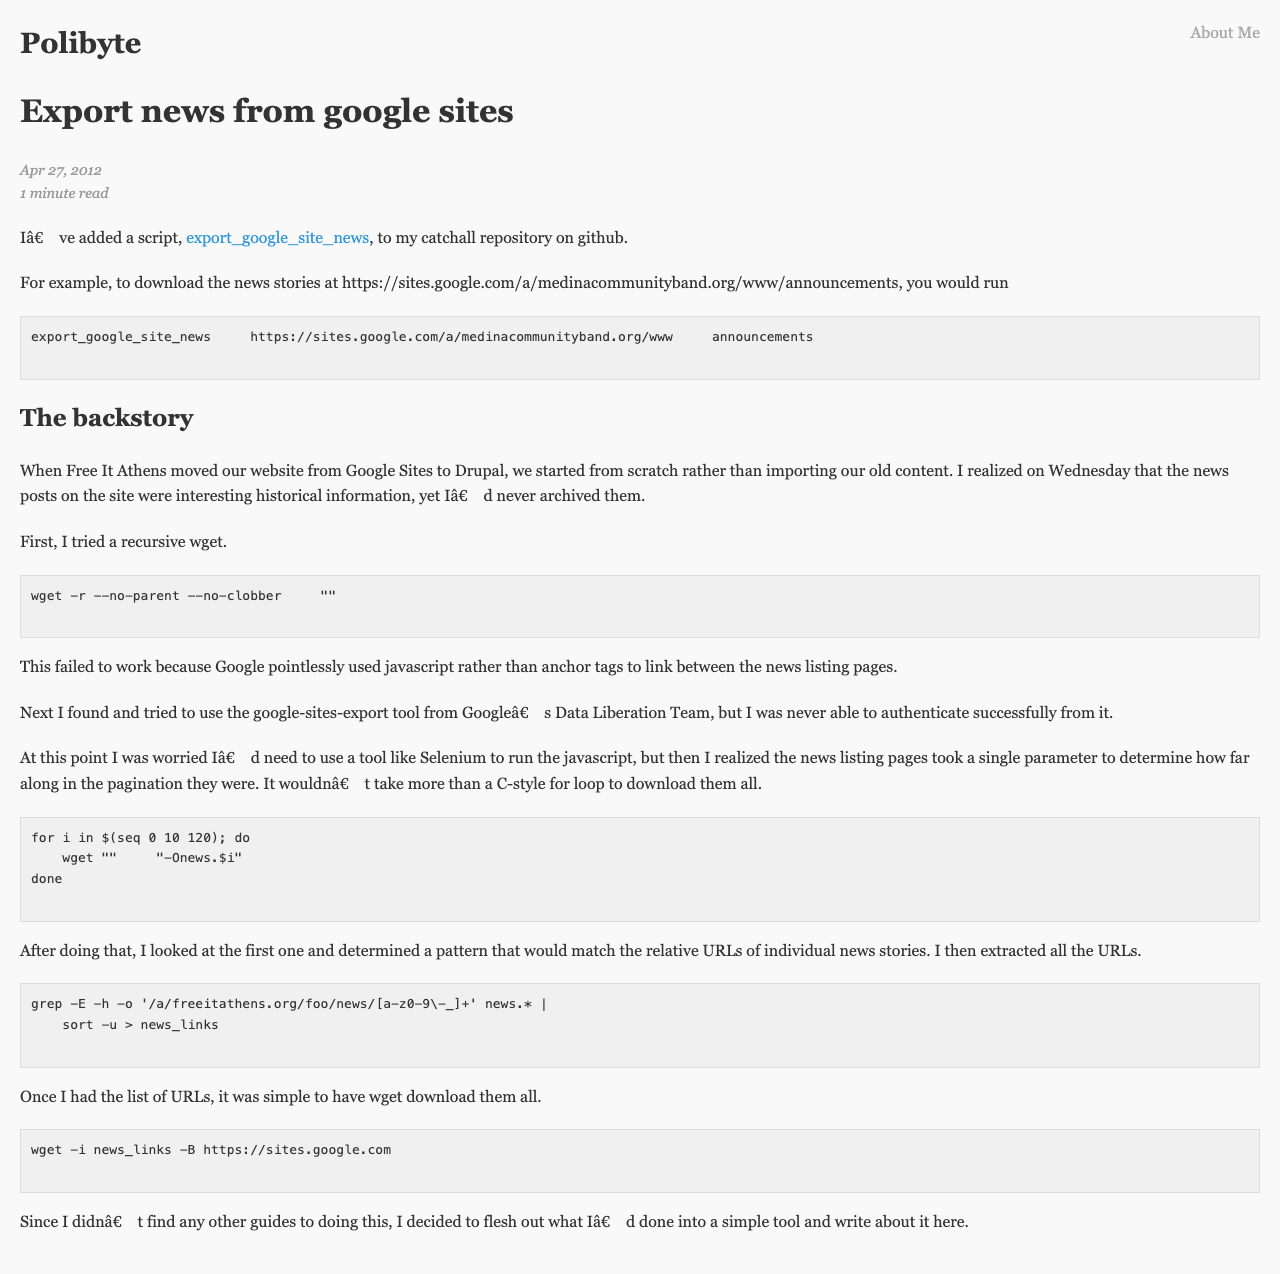 Polibyte
About Me
Export news from google sites
Apr 27, 2012
1 minute read
Iâ€ ve added a script, export_google_site_news, to my catchall repository on github.
For example, to download the news stories at https://sites.google.com/a/medinacommunityband.org/www/announcements, you would run
export_google_site_news     https://sites.google.com/a/medinacommunityband.org/www     announcements
The backstory
When Free It Athens moved our website from Google Sites to Drupal, we started from scratch rather than importing our old content. I realized on Wednesday that the news
posts on the site were interesting historical information, yet Iâ€ d never archived them.
First, I tried a recursive wget.
wget -r --no-parent --no-clobber     ""
This failed to work because Google pointlessly used javascript rather than anchor tags to link between the news listing pages.
Next I found and tried to use the google-sites-export tool from Googleâ€ s Data Liberation Team, but I was never able to authenticate successfully from it.
At this point I was worried Iâ€ d need to use a tool like Selenium to run the javascript, but then I realized the news listing pages took a single parameter to determine how far
along in the pagination they were. It wouldnâ€ t take more than a C-style for loop to download them all.
for i in $(seq 0 10 120); do
    wget ""     "-Onews.$i"
done
After doing that, I looked at the first one and determined a pattern that would match the relative URLs of individual news stories. I then extracted all the URLs.
grep -E -h -o '/a/freeitathens.org/foo/news/[a-z0-9\-_]+' news.* |
    sort -u > news_links
Once I had the list of URLs, it was simple to have wget download them all.
wget -i news_links -B https://sites.google.com
Since I didnâ€ t find any other guides to doing this, I decided to flesh out what Iâ€ d done into a simple tool and write about it here.